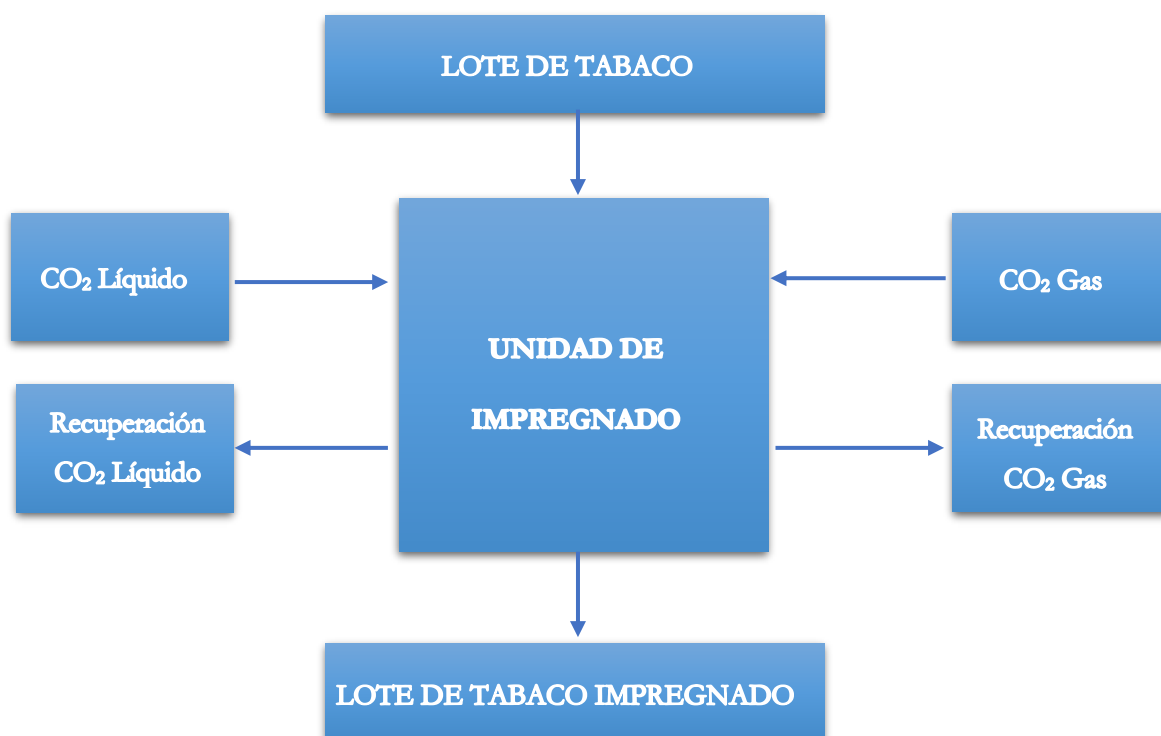 LOTE DE TABACO
CO₂ Líquido
CO₂ Gas
UNIDAD DE
IMPREGNADO
Recuperación
CO₂ Líquido
Recuperación
CO₂ Gas
LOTE DE TABACO IMPREGNADO